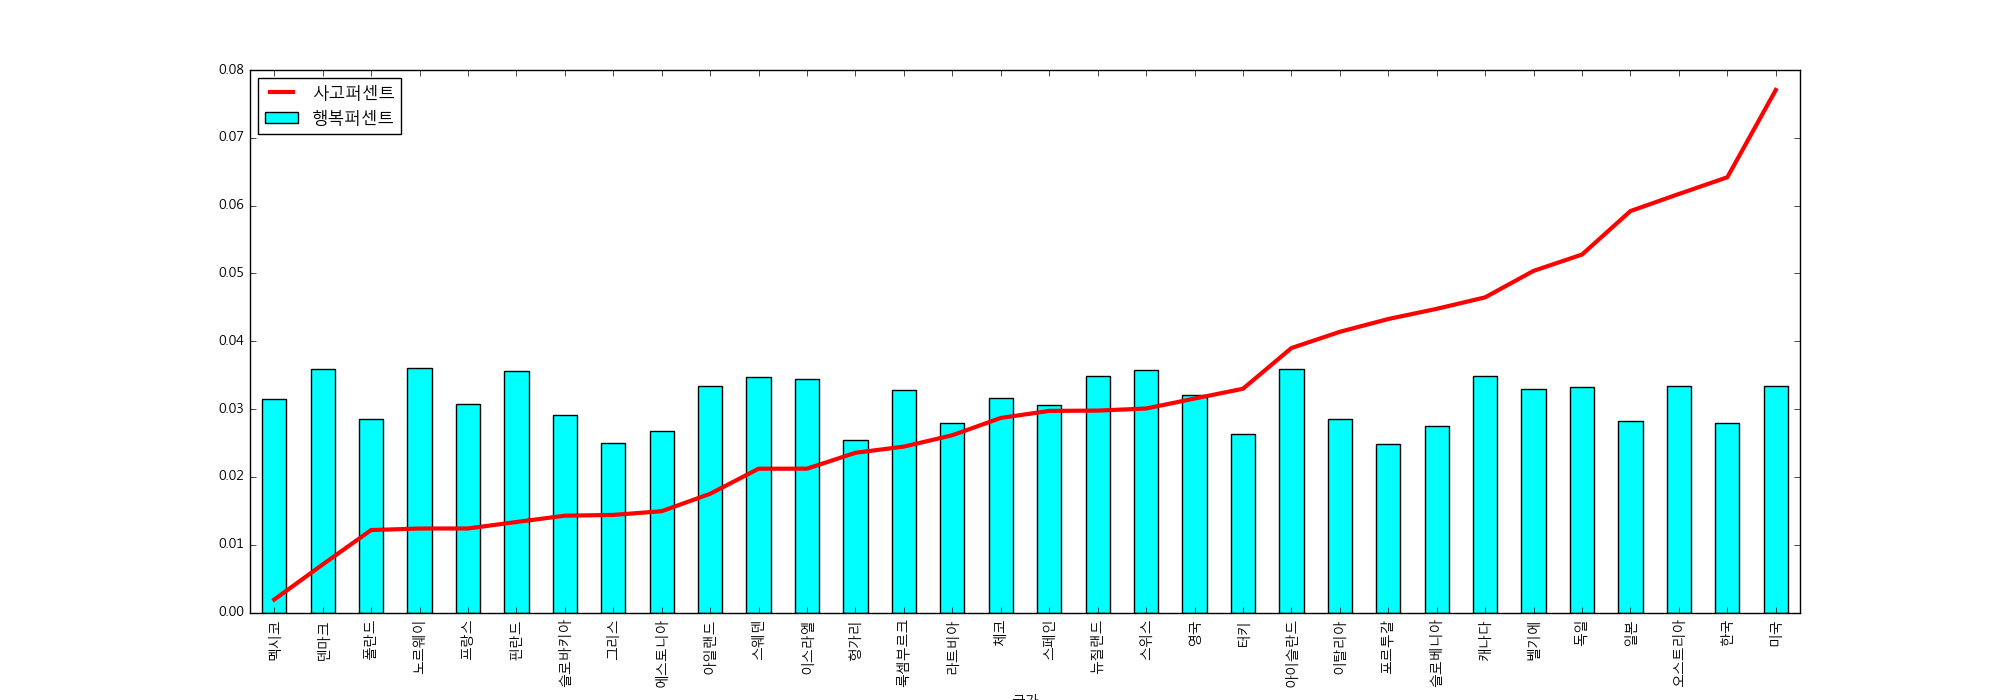 0.08
0.07
0.06
0.05
0.04
0.03
0.02
0.01
0.00
사고퍼센트
행복퍼센트
멕시코
덴마크
폴란드
노르웨이
프랑스
핀란드
슬로바키아
그리스
에스토니아
아일랜드
스웨덴
이스라엘
헝가리
룩셈부르크
라트비아
체코
스페인
뉴질랜드
스위스
영국
터키
아이슬란드
이탈리아
포르투갈
슬로베니아
캐나다
벨기에
독일
일본
오스트리아
한국
미국